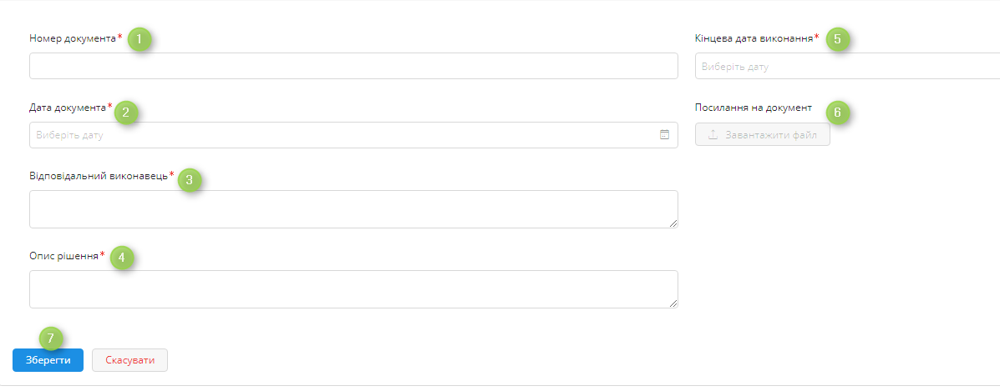 Номер документа* 1
Дата документа* 2
Виберіть дату
Відповідальний виконавець* 3
Опис рішення* 4
Кінцева дата виконання* 5
Виберіть дату
Посилання на документ 6
Завантажити файл
7
Зберегти
Скасувати